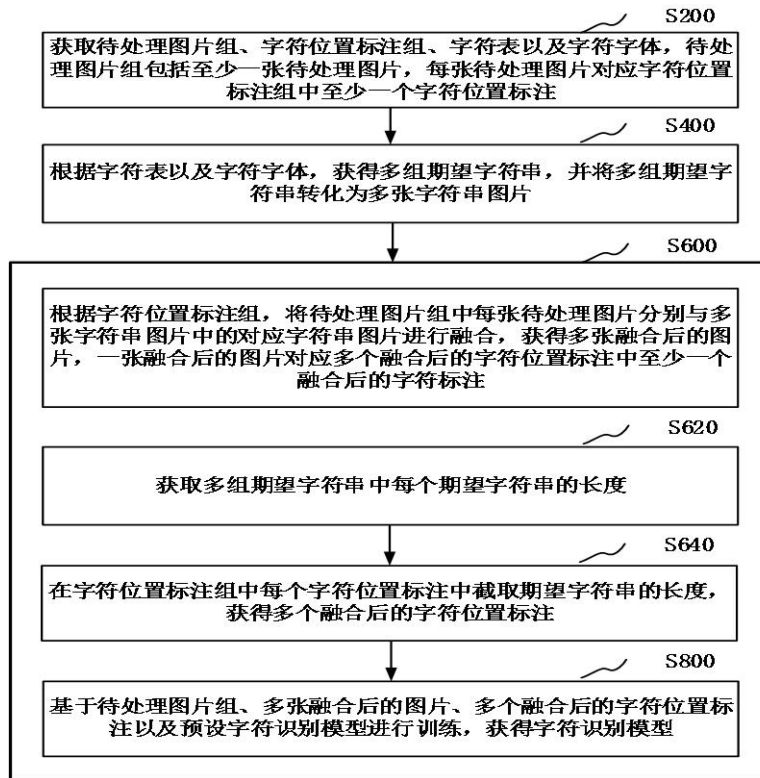 S200
获取待处理图片组、字符位置标注组、字符表以及字符字体，待处
理图片组包括至少一张待处理图片，每张待处理图片对应字符位置
标注组中至少一个字符位置标注
S400
根据字符表以及字符字体，获得多组期望字符串，并将多组期望字
符串转化为多张字符串图片
S600
根据字符位置标注组，将待处理图片组中每张待处理图片分别与多
张字符串图片中的对应字符串图片进行融合，获得多张融合后的图
片，一张融合后的图片对应多个融合后的字符位置标注中至少一个
融合后的字符标注
S620
获取多组期望字符串中每个期望字符串的长度
S640
在字符位置标注组中每个字符位置标注中截取期望字符串的长度，
获得多个融合后的字符位置标注
S800
基于待处理图片组、多张融合后的图片、多个融合后的字符位置标
注以及预设字符识别模型进行训练，获得字符识别模型